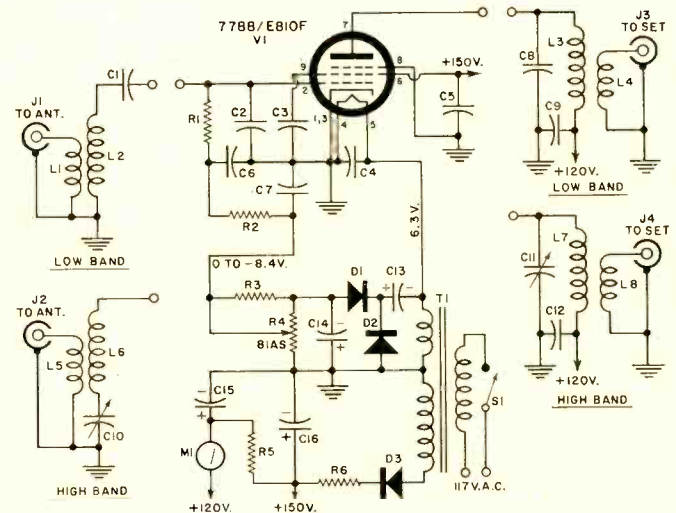 7788/E810F
V1
7
9
2
8
6
1,3
4
5
+150V.
C5
C1
J1
TO ANT.
L1
L2
LOW BAND
R1
C2
C3
C6
C4
C7
R2
6.3V.
0 TO -8.4V.
R3
R4
BIAS
D1
C13
- +
T1
C14
-
+
D2
C15
-
+
C16
-
+
M1
R5
R6
D3
S1
117V.A.C.
+120V.
+150V.
J2
TO ANT.
L5
L6
C10
HIGH BAND
C8
L3
L4
J3
TO SET
C9
+120V.
LOW BAND
C11
L7
L8
J4
TO SET
C12
+120V.
HIGH BAND